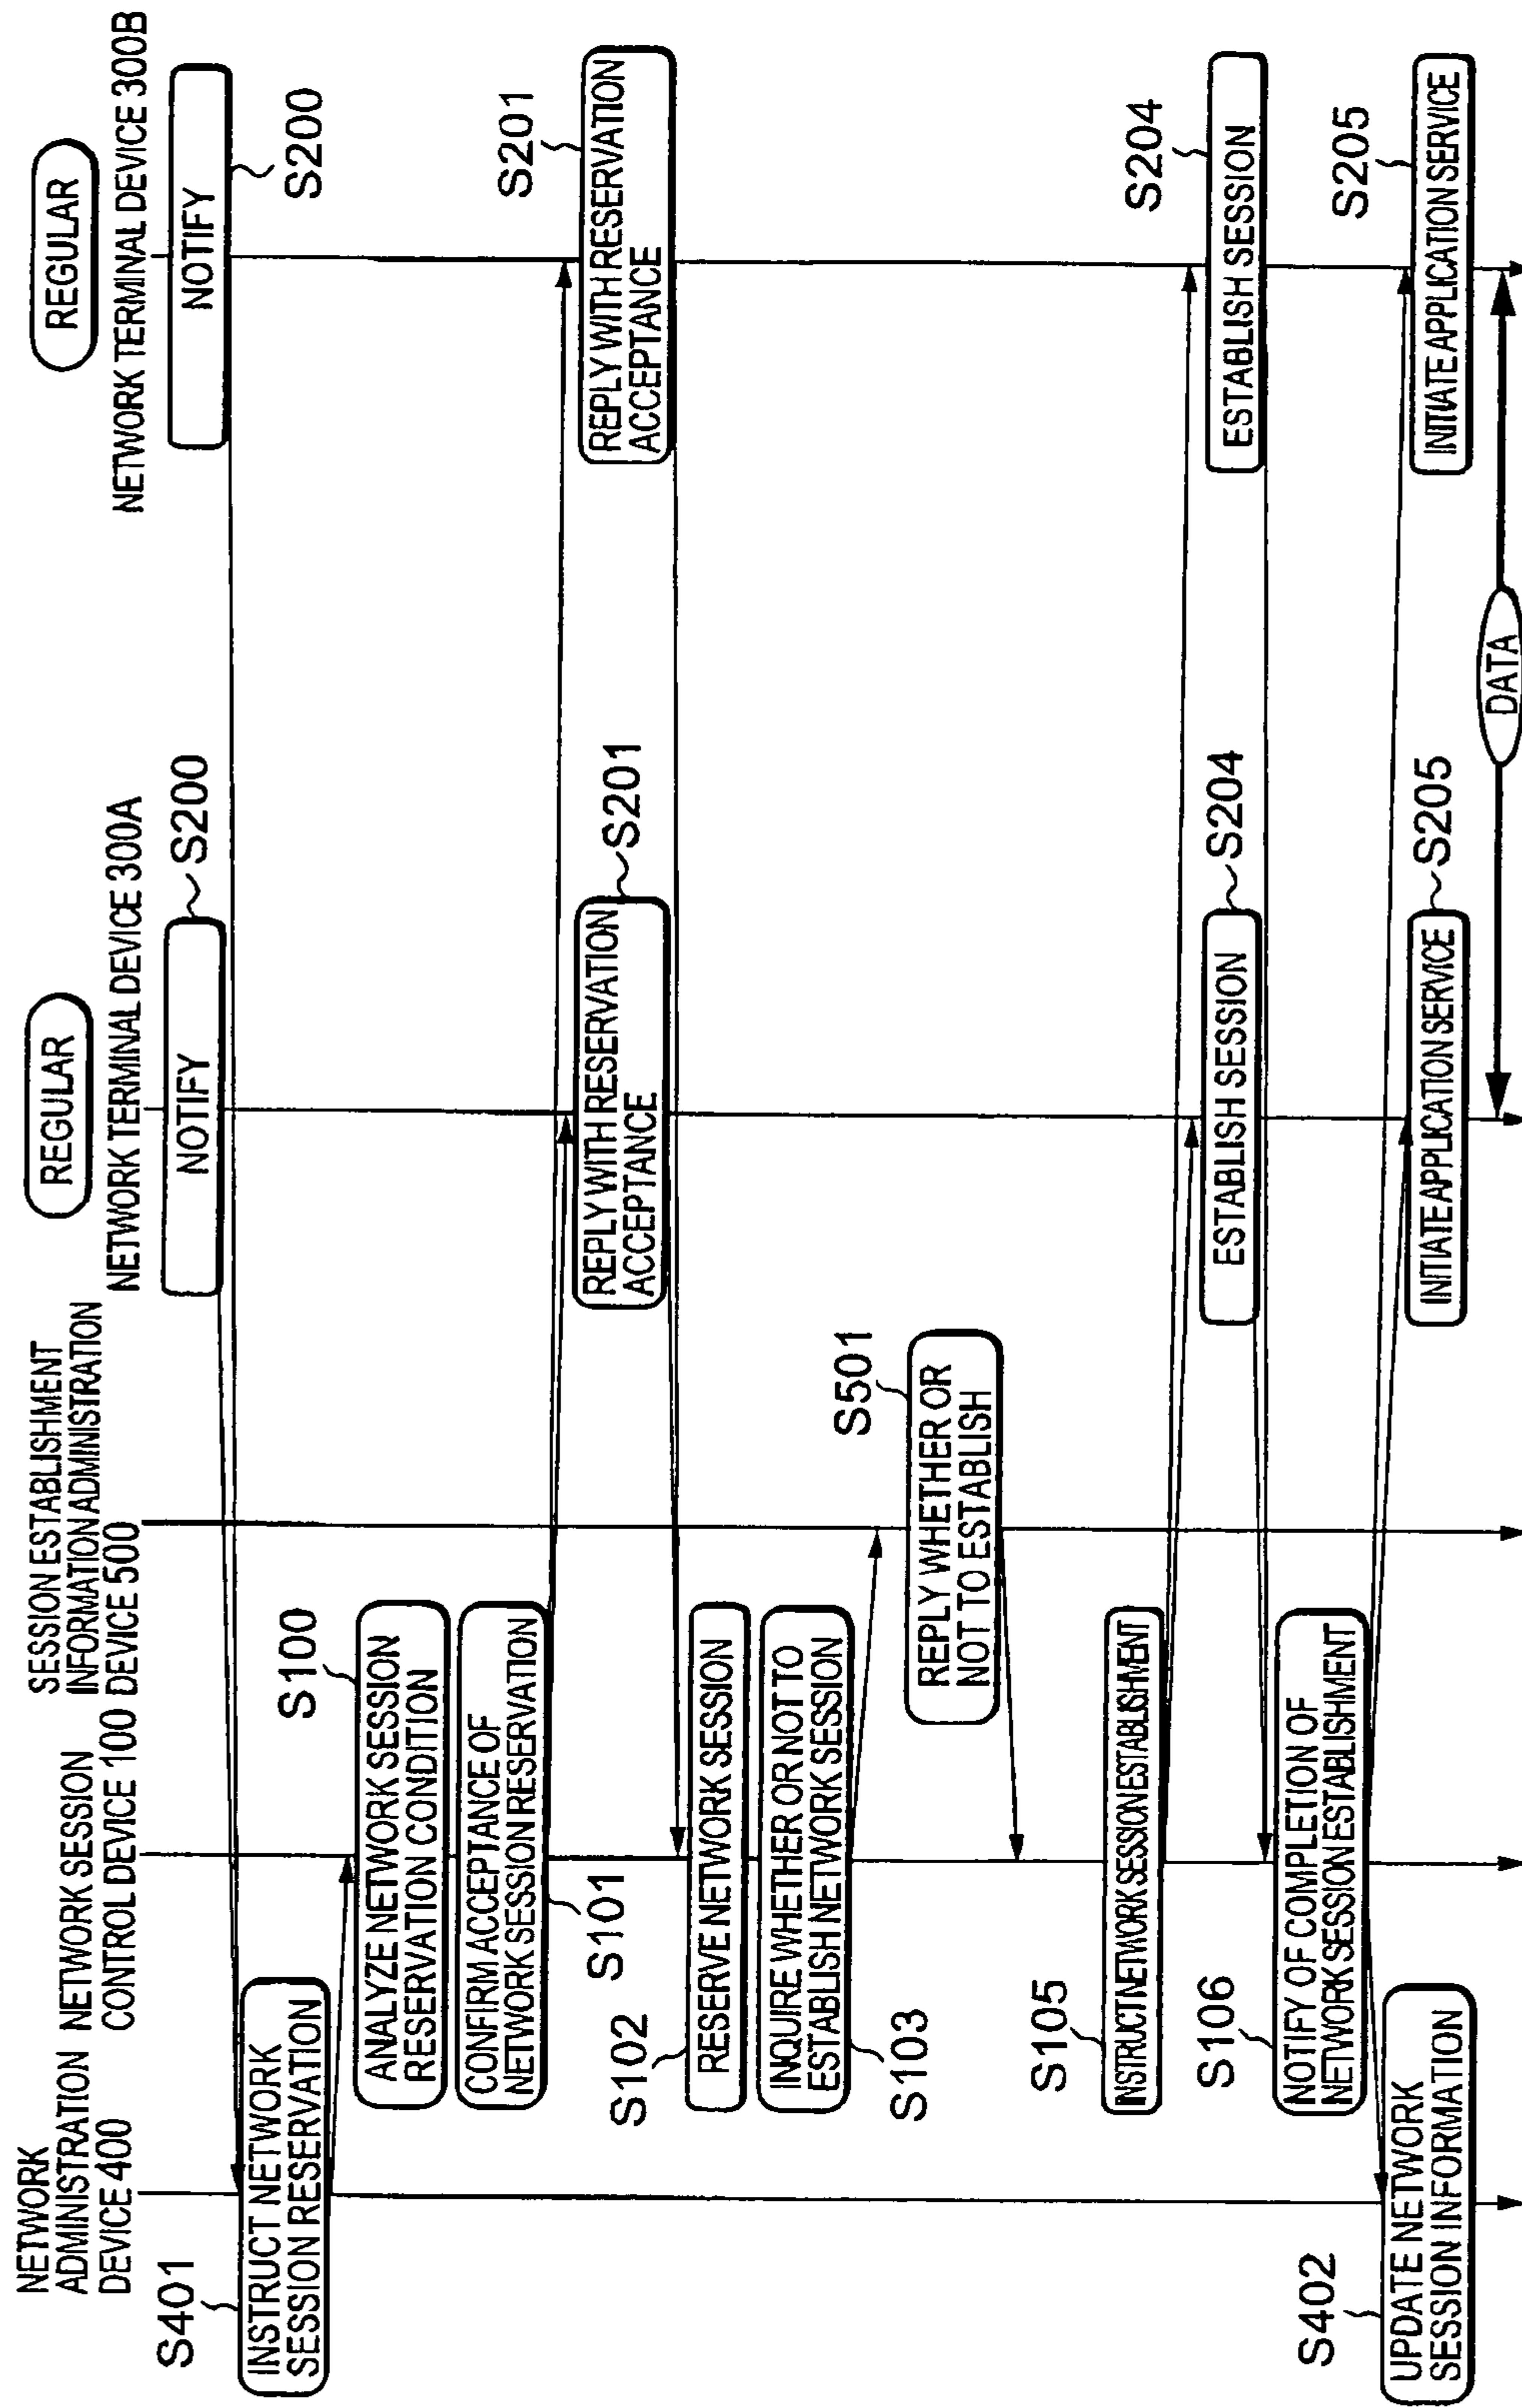 NETWORK
ADMINISTRATION
DEVICE 400
NETWORK SESSION
CONTROL DEVICE 100
SESSION ESTABLISHMENT
INFORMATION ADMINISTRATION
DEVICE 500
REGULAR
NETWORK TERMINAL DEVICE 300A
REGULAR
NETWORK TERMINAL DEVICE 300B
NOTIFY
S200
NOTIFY
S200
S401
INSTRUCT NETWORK
SESSION RESERVATION
S100
ANALYZE NETWORK SESSION
RESERVATION CONDITION
CONFIRM ACCEPTANCE OF
NETWORK SESSION RESERVATION
S101
REPLY WITH RESERVATION
ACCEPTANCE
S201
REPLY WITH RESERVATION
ACCEPTANCE
S201
S102
RESERVE NETWORK SESSION
INQUIRE WHETHER OR NOT TO
ESTABLISH NETWORK SESSION
S103
S501
REPLY WHETHER OR
NOT TO ESTABLISH
S105
INSTRUCT NETWORK SESSION ESTABLISHMENT
ESTABLISH SESSION
S204
ESTABLISH SESSION
S204
S106
NOTIFY OF COMPLETION OF
NETWORK SESSION ESTABLISHMENT
S402
UPDATE NETWORK
SESSION INFORMATION
INITIATE APPLICATION SERVICE
S205
INITIATE APPLICATION SERVICE
S205
DATA